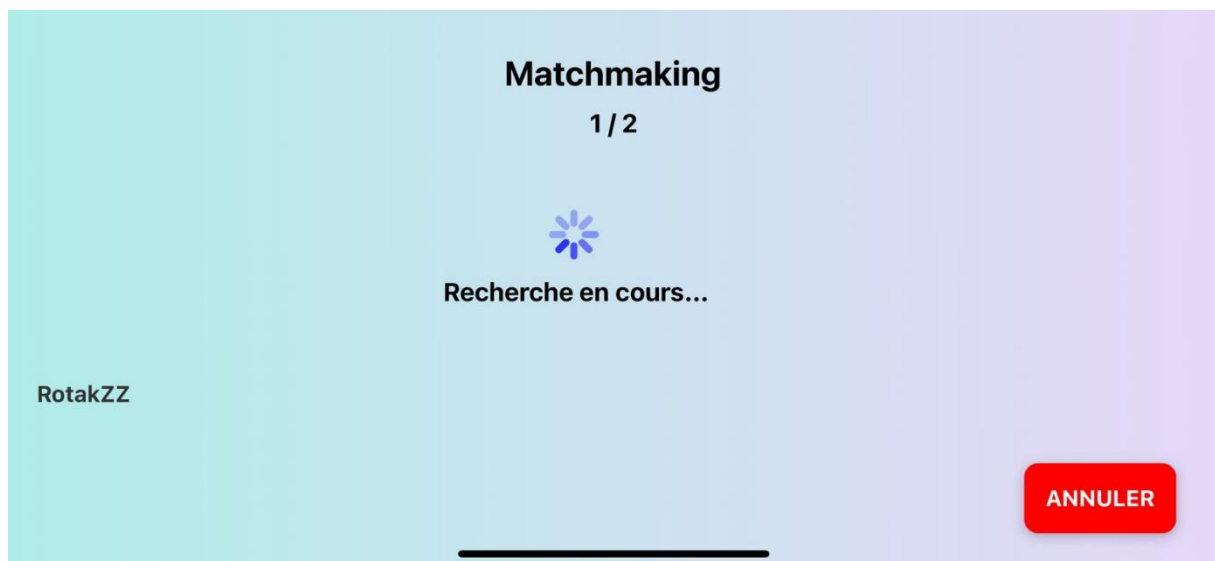 Matchmaking
1 / 2
Recherche en cours...
RotakZZ
ANNULER